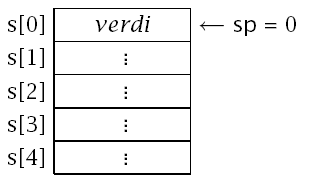 s[0] verdi ← sp = 0
s[1] ⋮
s[2] ⋮
s[3] ⋮
s[4] ⋮